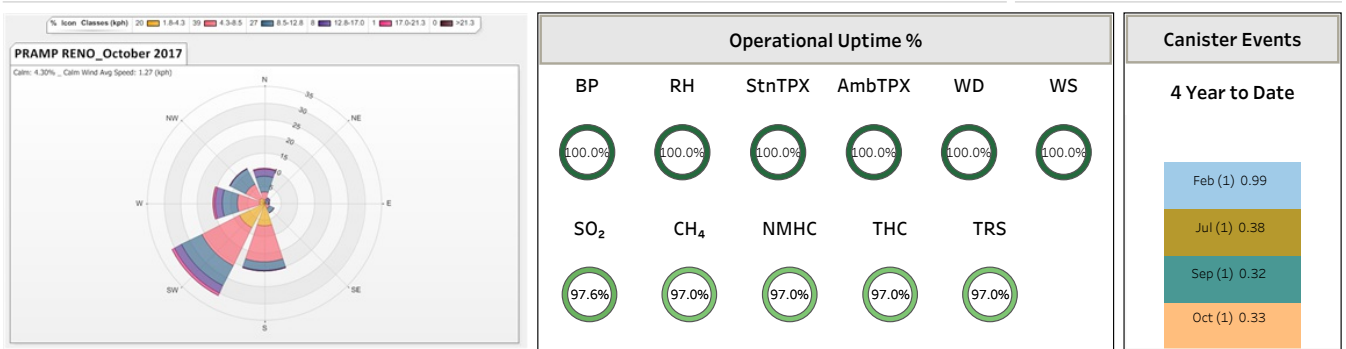 % Icon Classes (kph) 20 1.8-4.3 39 4.3-8.5 27 8.5-12.8 8 12.8-17.0 1 17.0-21.3 0 >21.3
PRAMP RENO_October 2017
Calm: 4.30% _ Calm Wind Avg Speed: 1.27 (kph)
N
NE
E
SE
S
SW
W
NW
35
30
25
20
15
10
5
Operational Uptime %
BP RH StnTPX AmbTPX WD WS
100.0% 100.0% 100.0% 100.0% 100.0% 100.0%
SO₂ CH₄ NMHC THC TRS
97.6% 97.0% 97.0% 97.0% 97.0%
Canister Events
4 Year to Date
Feb (1) 0.99
Jul (1) 0.38
Sep (1) 0.32
Oct (1) 0.33